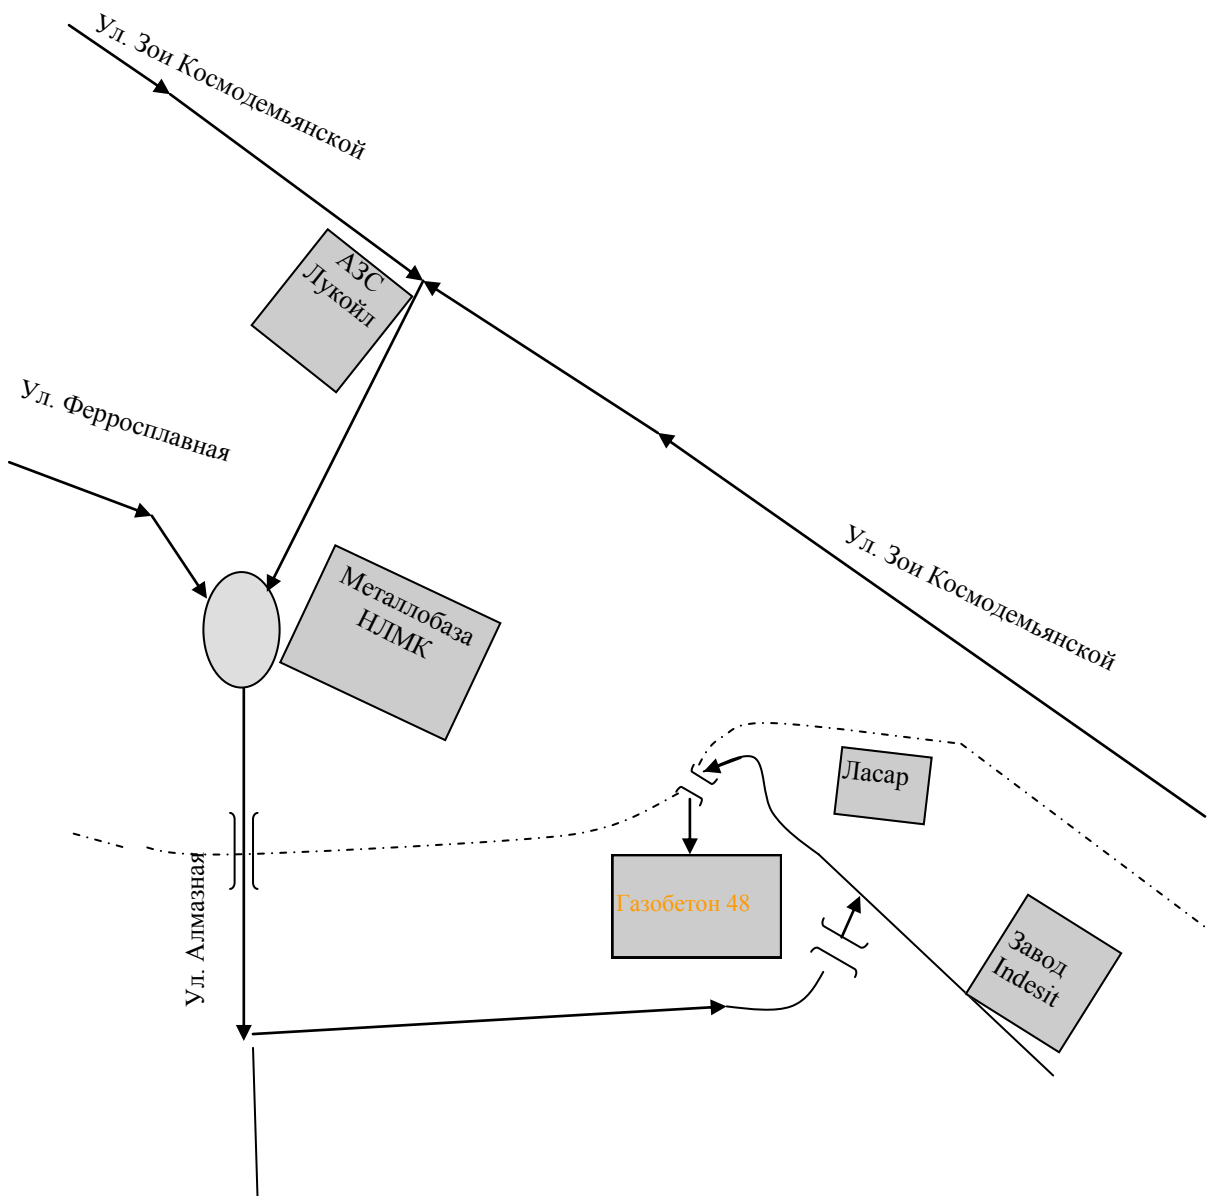 Ул. Зои Космодемьянской
АЗС
Лукойл
Ул. Ферросплавная
Ул. Зои Космодемьянской
Металлобаза
НЛМК
Ласар
Ул. Алмазная
Газобетон 48
Завод
Indesit